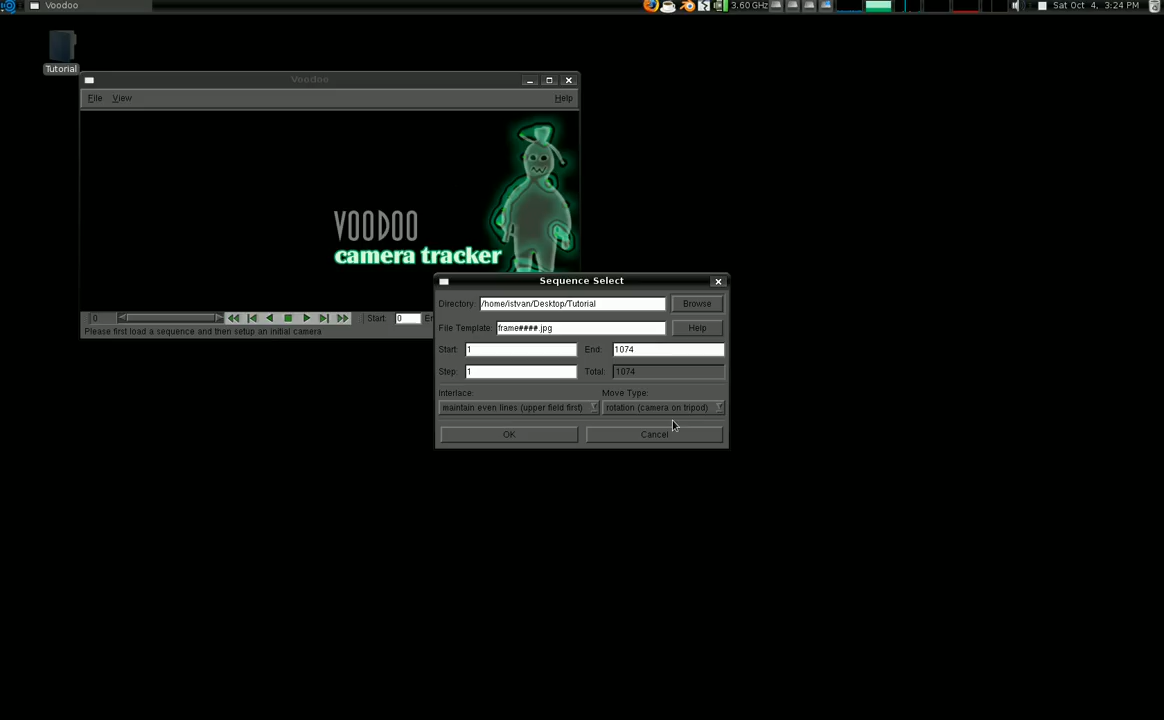 Voodoo
3.60 GHz
Sat Oct 4, 3:24 PM
Tutorial
Voodoo
File View Help
VOODOO
camera tracker
Sequence Select
Directory: /home/istvan/Desktop/Tutorial Browse
File Template: frame####.jpg Help
Start: 1 End: 1074
Step: 1 Total: 1074
Interlace: Move Type:
maintain even lines (upper field first) rotation (camera on tripod)
OK Cancel
0 Start: 0 En
Please first load a sequence and then setup an initial camera